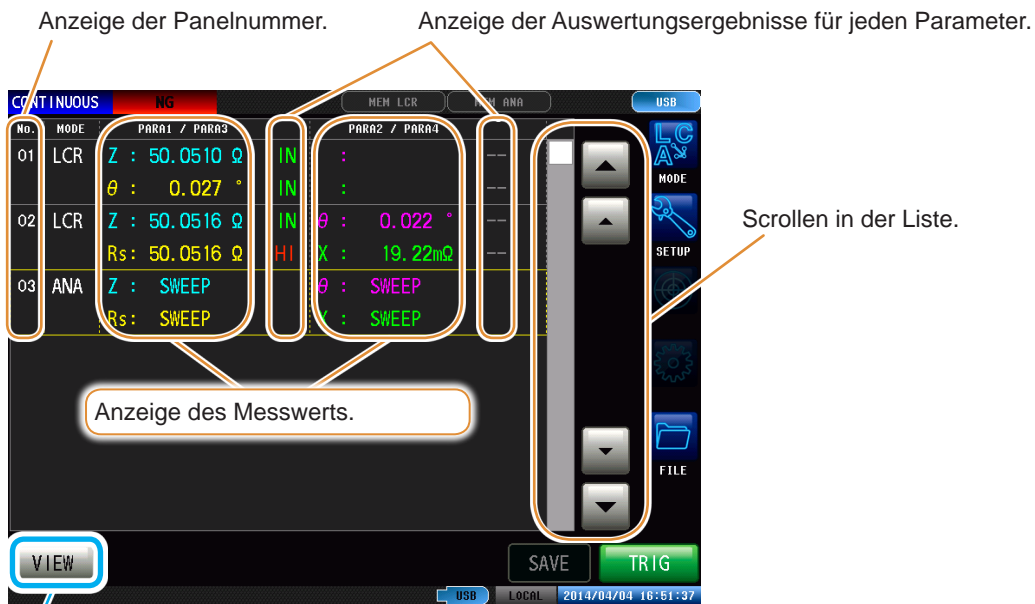 Anzeige der Panelnummer.
Anzeige der Auswertungsergebnisse für jeden Parameter.
CONTINUOUS NG MEM LCR MEM ANA USB
No. MODE PARA1 / PARA3 PARA2 / PARA4
01 LCR Z : 50.0510 Ω IN : --
θ : 0.027 ° IN : --
MODE
02 LCR Z : 50.0516 Ω IN θ : 0.022 ° --
Rs: 50.0516 Ω HI X : 19.22mΩ --
SETUP
Scrollen in der Liste.
03 ANA Z : SWEEP θ : SWEEP
Rs: SWEEP X : SWEEP
Anzeige des Messwerts.
FILE
VIEW SAVE TRIG
USB LOCAL 2014/04/04 16:51:37